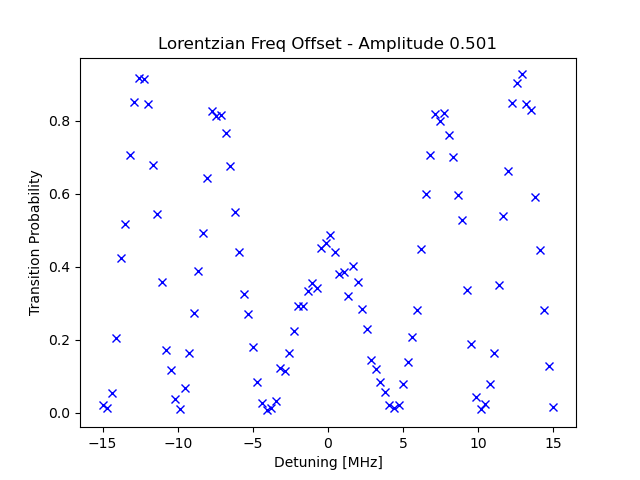 Lorentzian Freq Offset - Amplitude 0.501
Transition Probability
0.8
0.6
0.4
0.2
0.0
−15 −10 −5 0 5 10 15
Detuning [MHz]